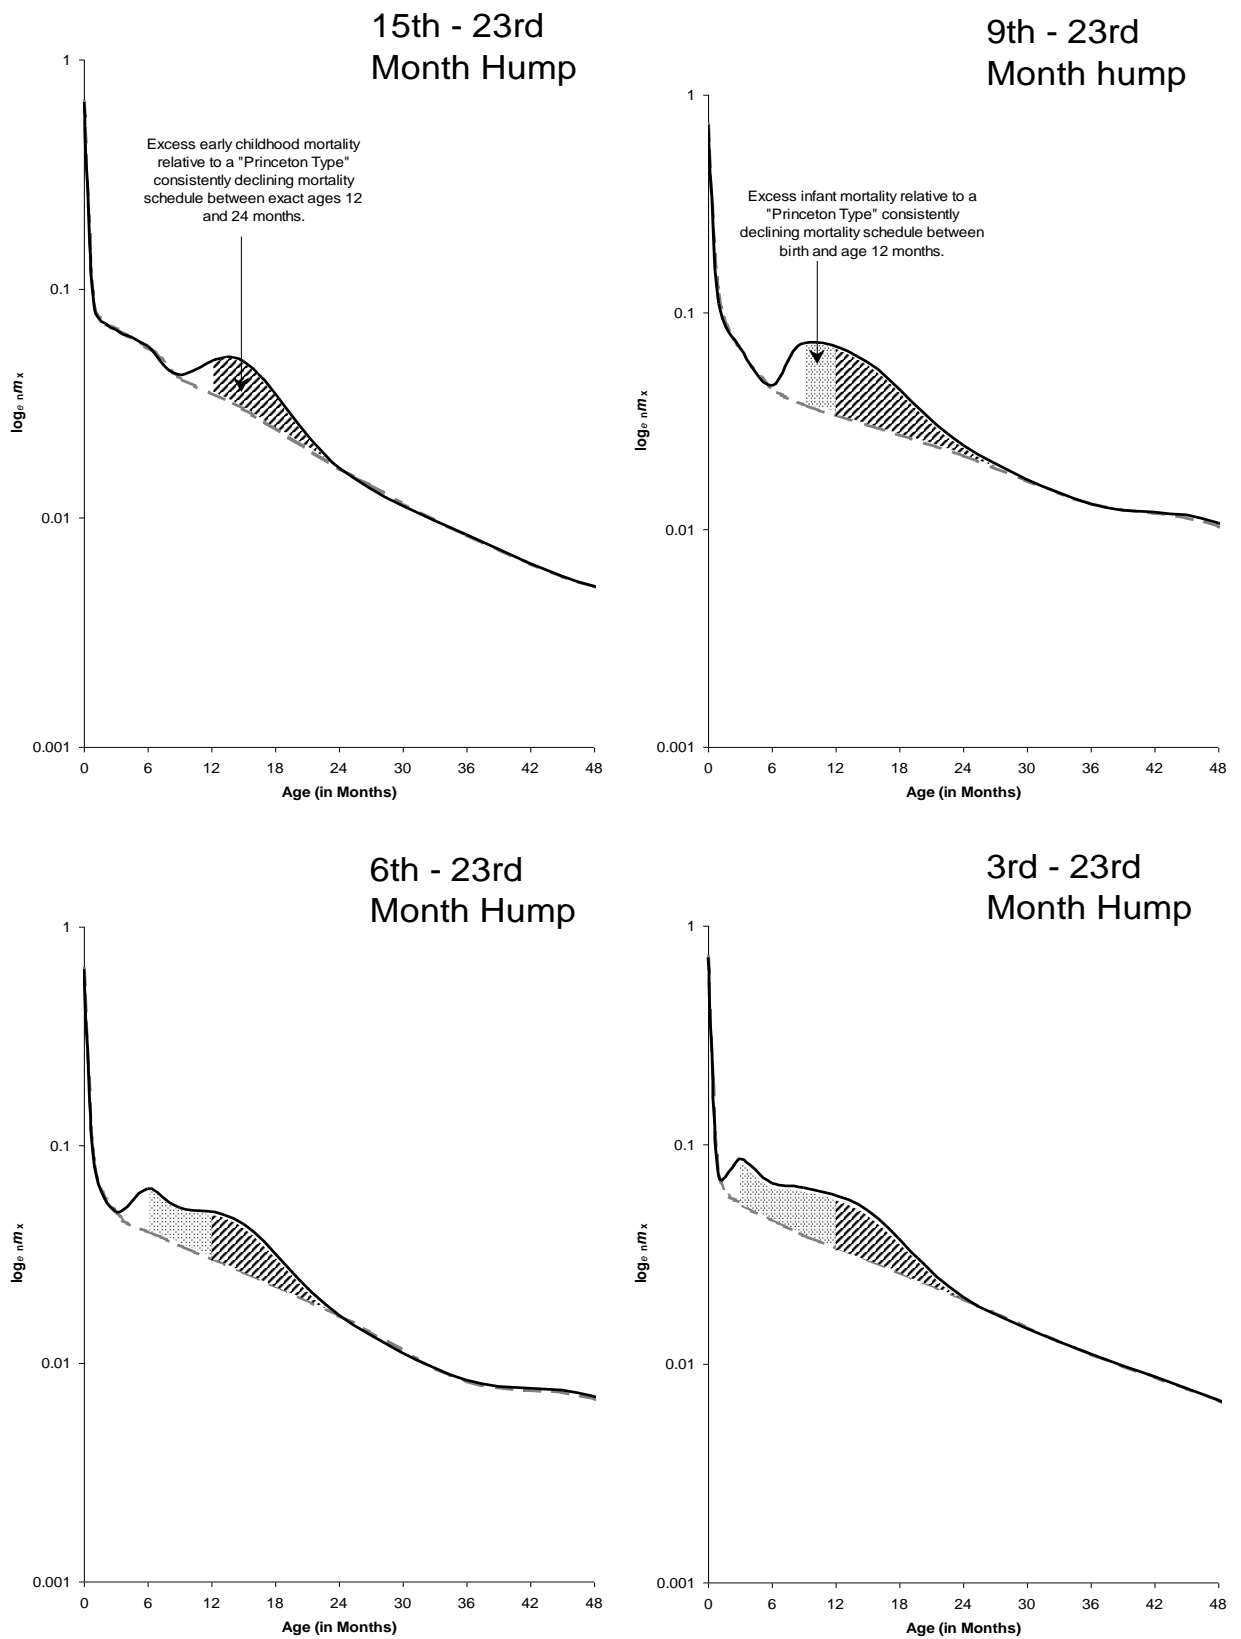 15th - 23rd
Month Hump
1
Excess early childhood mortality
relative to a "Princeton Type"
consistently declining mortality
schedule between exact ages 12
and 24 months.
0.1
0.01
0.001
logₑ ₙmₓ
0 6 12 18 24 30 36 42 48
Age (in Months)
9th - 23rd
Month hump
1
Excess infant mortality relative to a
"Princeton Type" consistently
declining mortality schedule between
birth and age 12 months.
0.1
0.01
0.001
logₑ ₙmₓ
0 6 12 18 24 30 36 42 48
Age (in Months)
6th - 23rd
Month Hump
1
0.1
0.01
0.001
logₑ ₙmₓ
0 6 12 18 24 30 36 42 48
Age (in Months)
3rd - 23rd
Month Hump
1
0.1
0.01
0.001
logₑ ₙmₓ
0 6 12 18 24 30 36 42 48
Age (in Months)